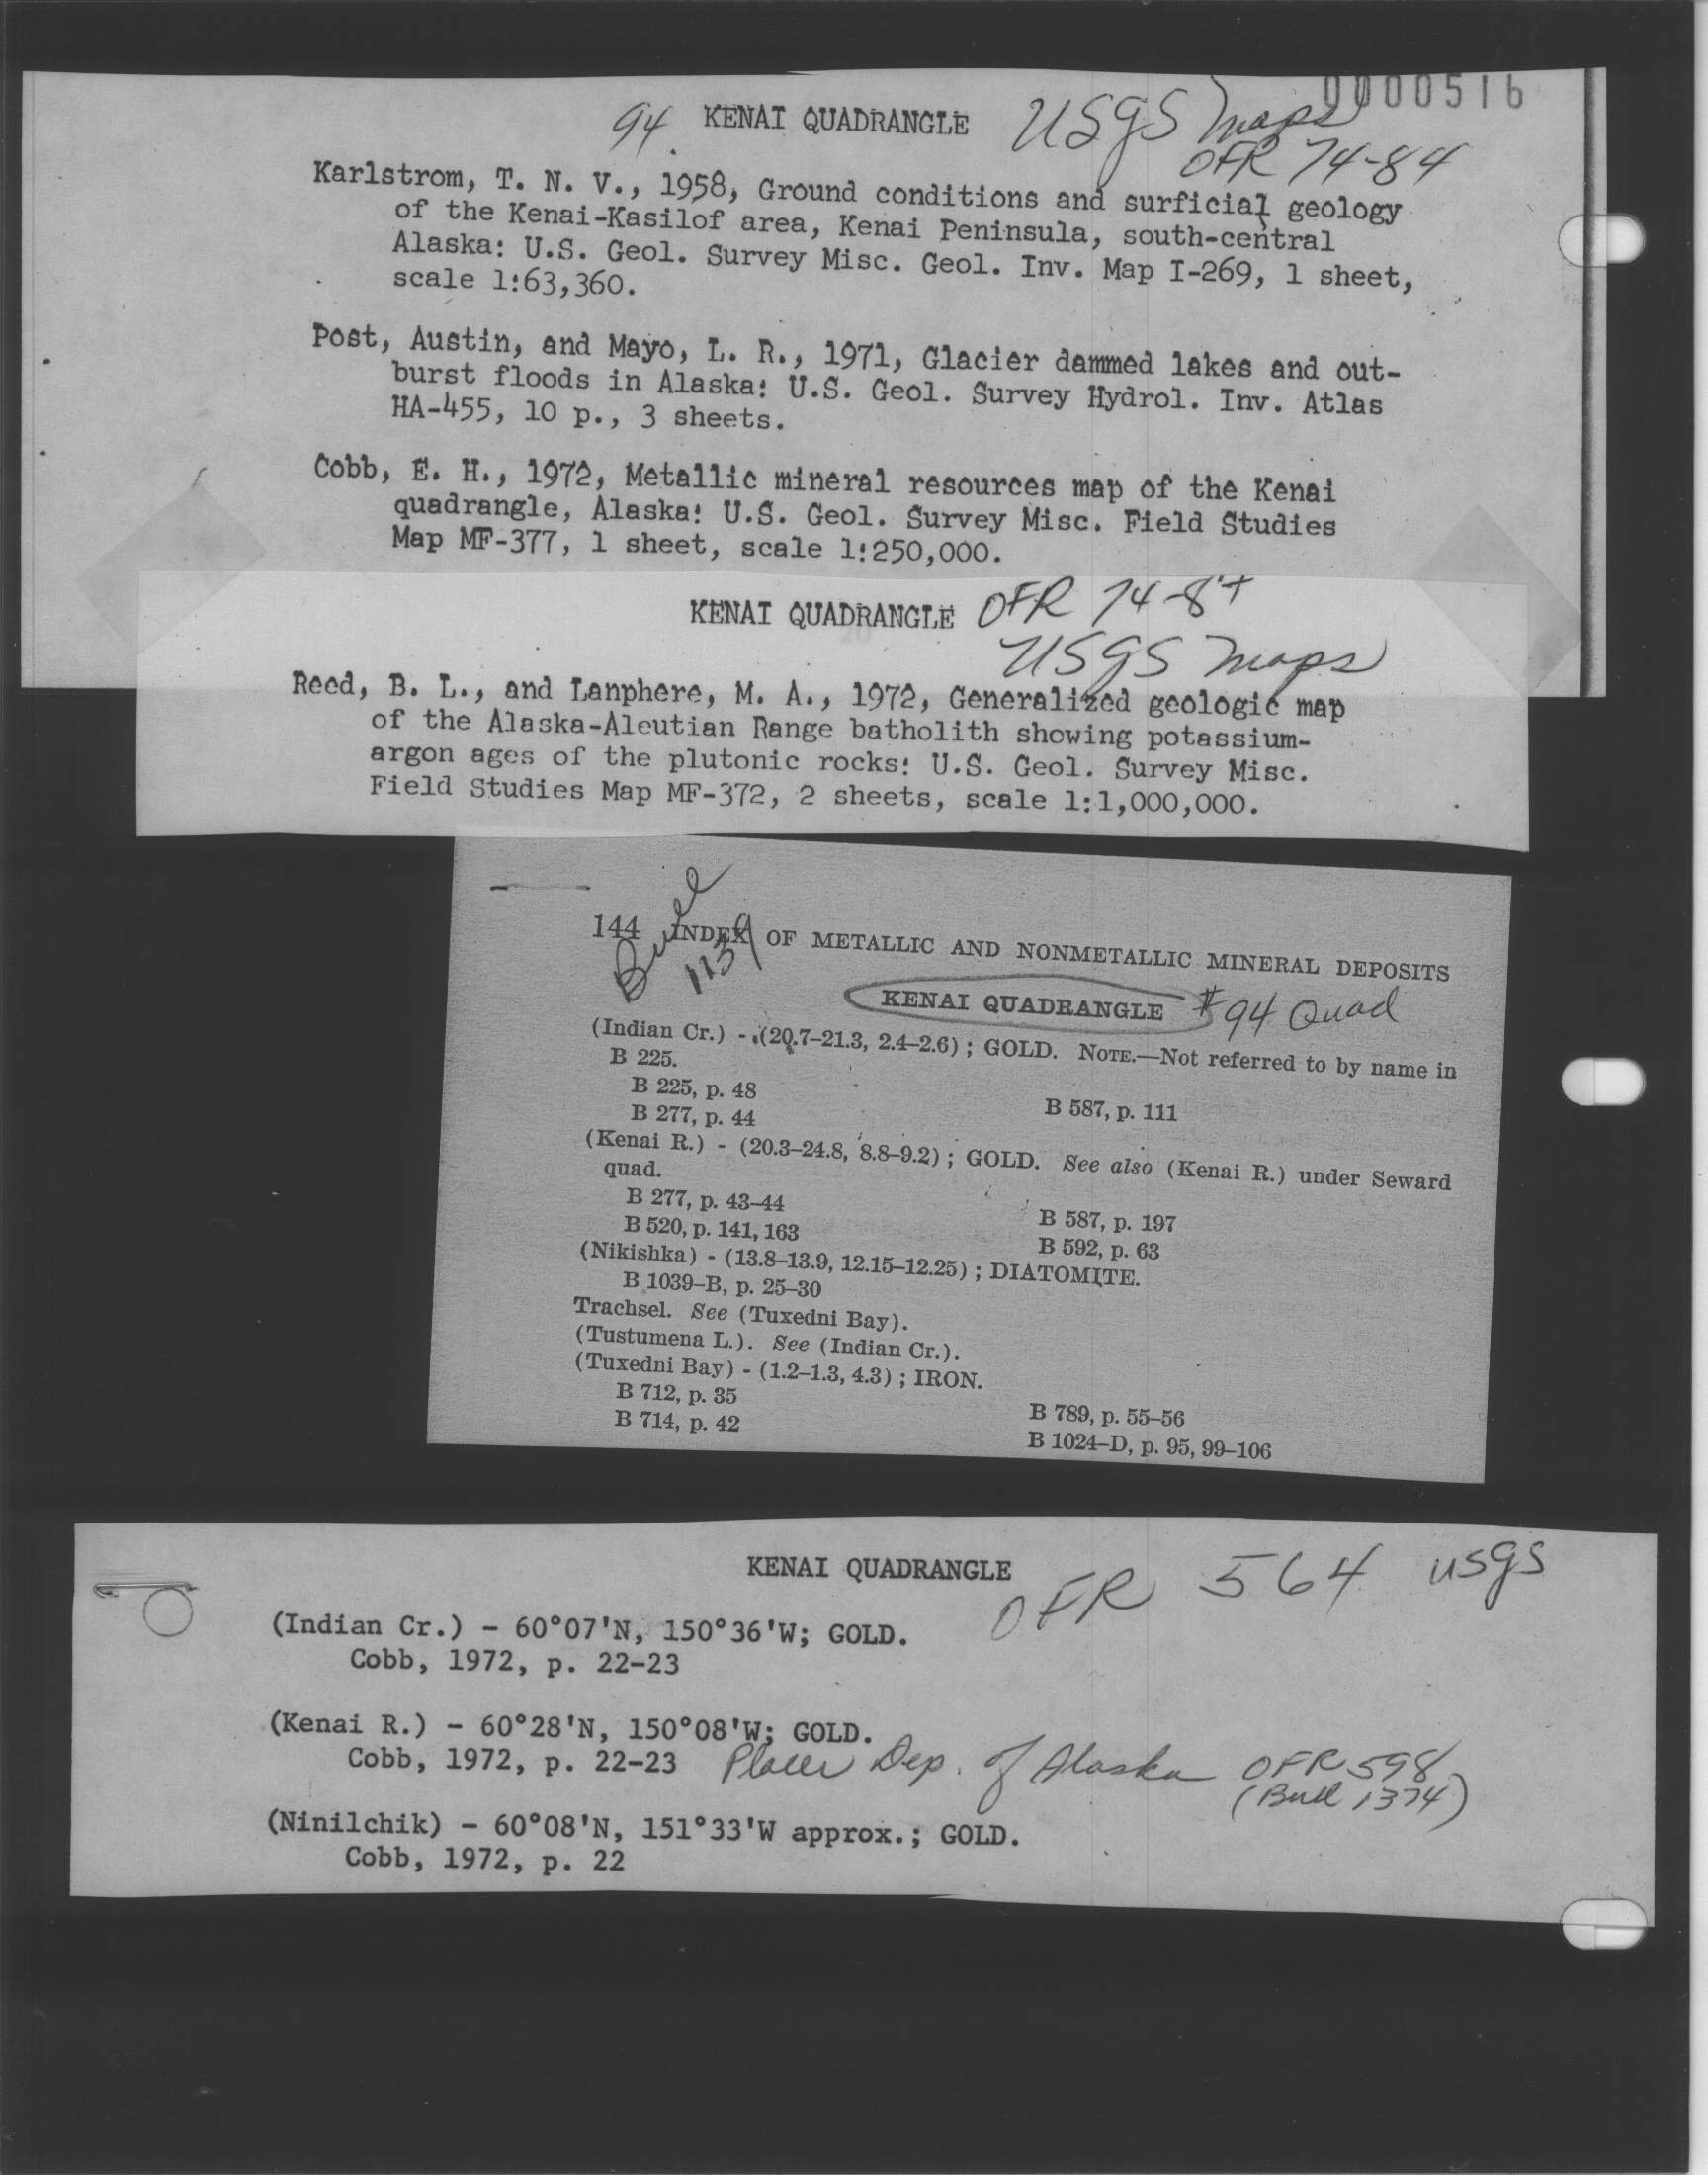 0000516
94. KENAI QUADRANGLE USGS maps
OFR 74-84
Karlstrom, T. N. V., 1958, Ground conditions and surficial geology
of the Kenai-Kasilof area, Kenai Peninsula, south-central
Alaska: U.S. Geol. Survey Misc. Geol. Inv. Map I-269, 1 sheet,
scale 1:63,360.
Post, Austin, and Mayo, L. R., 1971, Glacier dammed lakes and out-
burst floods in Alaska: U.S. Geol. Survey Hydrol. Inv. Atlas
HA-455, 10 p., 3 sheets.
Cobb, E. H., 1972, Metallic mineral resources map of the Kenai
quadrangle, Alaska: U.S. Geol. Survey Misc. Field Studies
Map MF-377, 1 sheet, scale 1:250,000.
KENAI QUADRANGLE OFR 74-84
USGS maps
Reed, B. L., and Lanphere, M. A., 1972, Generalized geologic map
of the Alaska-Aleutian Range batholith showing potassium-
argon ages of the plutonic rocks: U.S. Geol. Survey Misc.
Field Studies Map MF-372, 2 sheets, scale 1:1,000,000.
Bull 1139
144 INDEX OF METALLIC AND NONMETALLIC MINERAL DEPOSITS
KENAI QUADRANGLE #94 Quad
(Indian Cr.) - (20.7–21.3, 2.4–2.6) ; GOLD. NOTE.—Not referred to by name in
B 225.
B 225, p. 48
B 277, p. 44 B 587, p. 111
(Kenai R.) - (20.3–24.8, 8.8–9.2) ; GOLD. See also (Kenai R.) under Seward
quad.
B 277, p. 43–44 B 587, p. 197
B 520, p. 141, 163 B 592, p. 63
(Nikishka) - (13.8–13.9, 12.15–12.25) ; DIATOMITE.
B 1039–B, p. 25–30
Trachsel. See (Tuxedni Bay).
(Tustumena L.). See (Indian Cr.).
(Tuxedni Bay) - (1.2–1.3, 4.3) ; IRON.
B 712, p. 35 B 789, p. 55–56
B 714, p. 42 B 1024–D, p. 95, 99–106
KENAI QUADRANGLE OFR 564 USGS
(Indian Cr.) - 60°07'N, 150°36'W; GOLD.
Cobb, 1972, p. 22-23
(Kenai R.) - 60°28'N, 150°08'W; GOLD.
Cobb, 1972, p. 22-23 Placer Dep. of Alaska OFR 598
(Bull 1374)
(Ninilchik) - 60°08'N, 151°33'W approx.; GOLD.
Cobb, 1972, p. 22